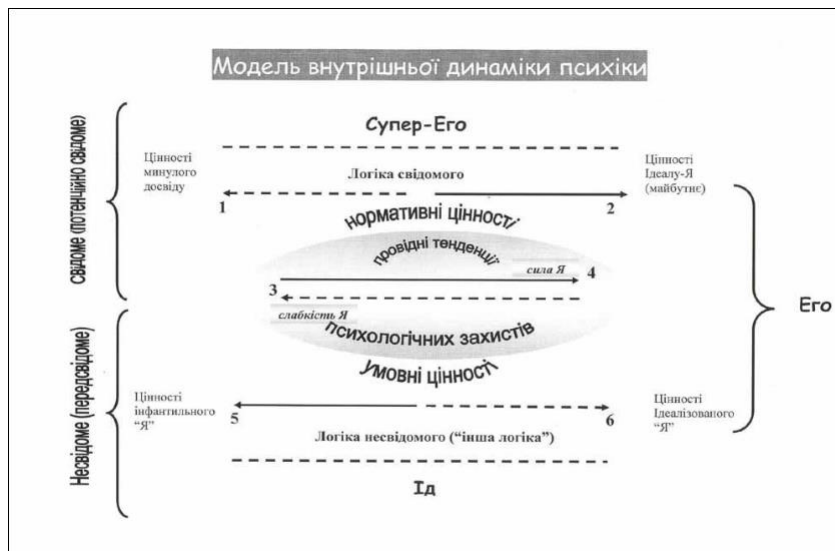 Модель внутрішньої динаміки психіки
Супер-Его
Свідоме (потенційно свідоме)
Цінності
минулого
досвіду
Логіка свідомого
Цінності
Ідеалу-Я
(майбутнє)
1
2
нормативні цінності
провідні тенденції
сила Я
4
3
Его
слабкість Я
психологічних захистів
умовні цінності
Несвідоме (передсвідоме)
Цінності
інфантильного
“Я”
5
6
Цінності
Ідеалізованого
“Я”
Логіка несвідомого (“інша логіка”)
Ід